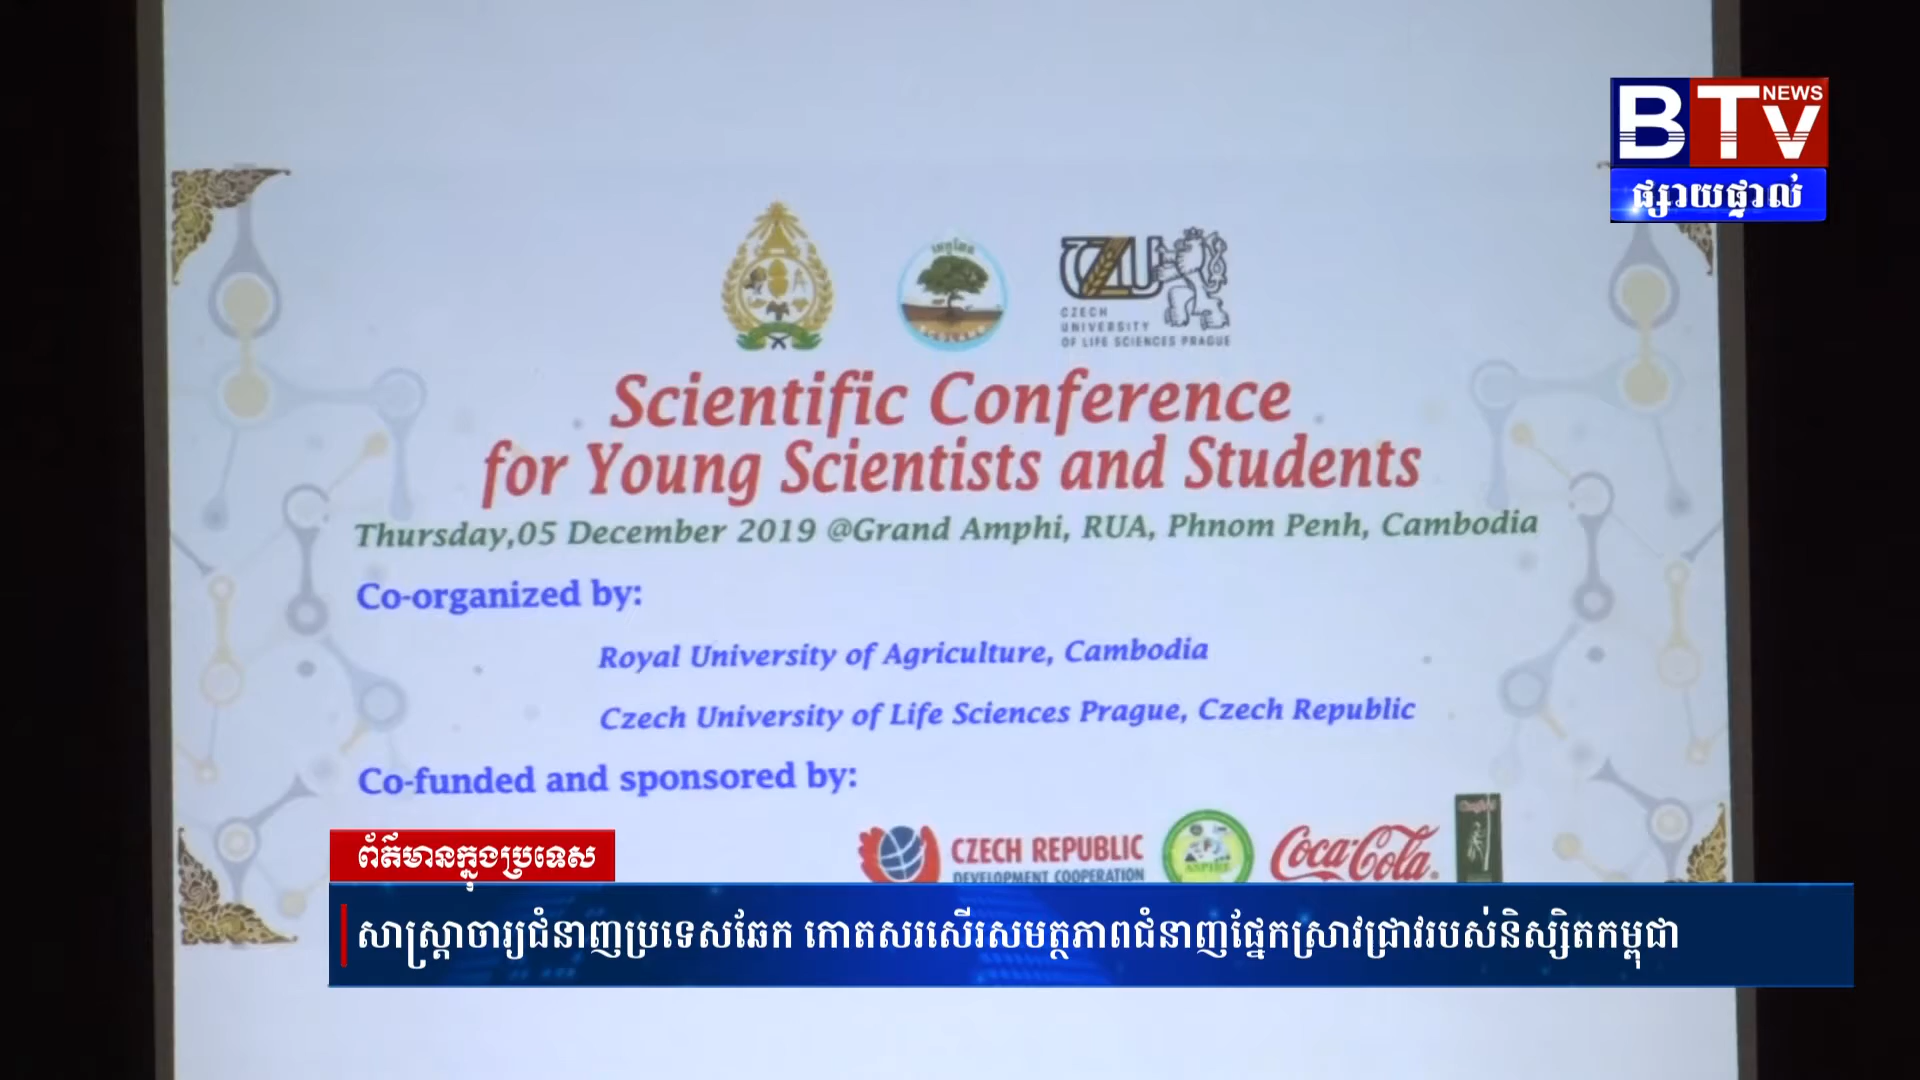 BTV NEWS
ផ្សាយផ្ទាល់
CZU
CZECH
UNIVERSITY
OF LIFE SCIENCES PRAGUE
Scientific Conference
for Young Scientists and Students
Thursday,05 December 2019 @Grand Amphi, RUA, Phnom Penh, Cambodia
Co-organized by:
Royal University of Agriculture, Cambodia
Czech University of Life Sciences Prague, Czech Republic
Co-funded and sponsored by:
CZECH REPUBLIC
DEVELOPMENT COOPERATION
ASPIRE
Coca-Cola
ព័ត៌មានក្នុងប្រទេស
សាស្ត្រាចារ្យជំនាញប្រទេសឆែក កោតសរសើរសមត្ថភាពជំនាញផ្នែកស្រាវជ្រាវរបស់និស្សិតកម្ពុជា